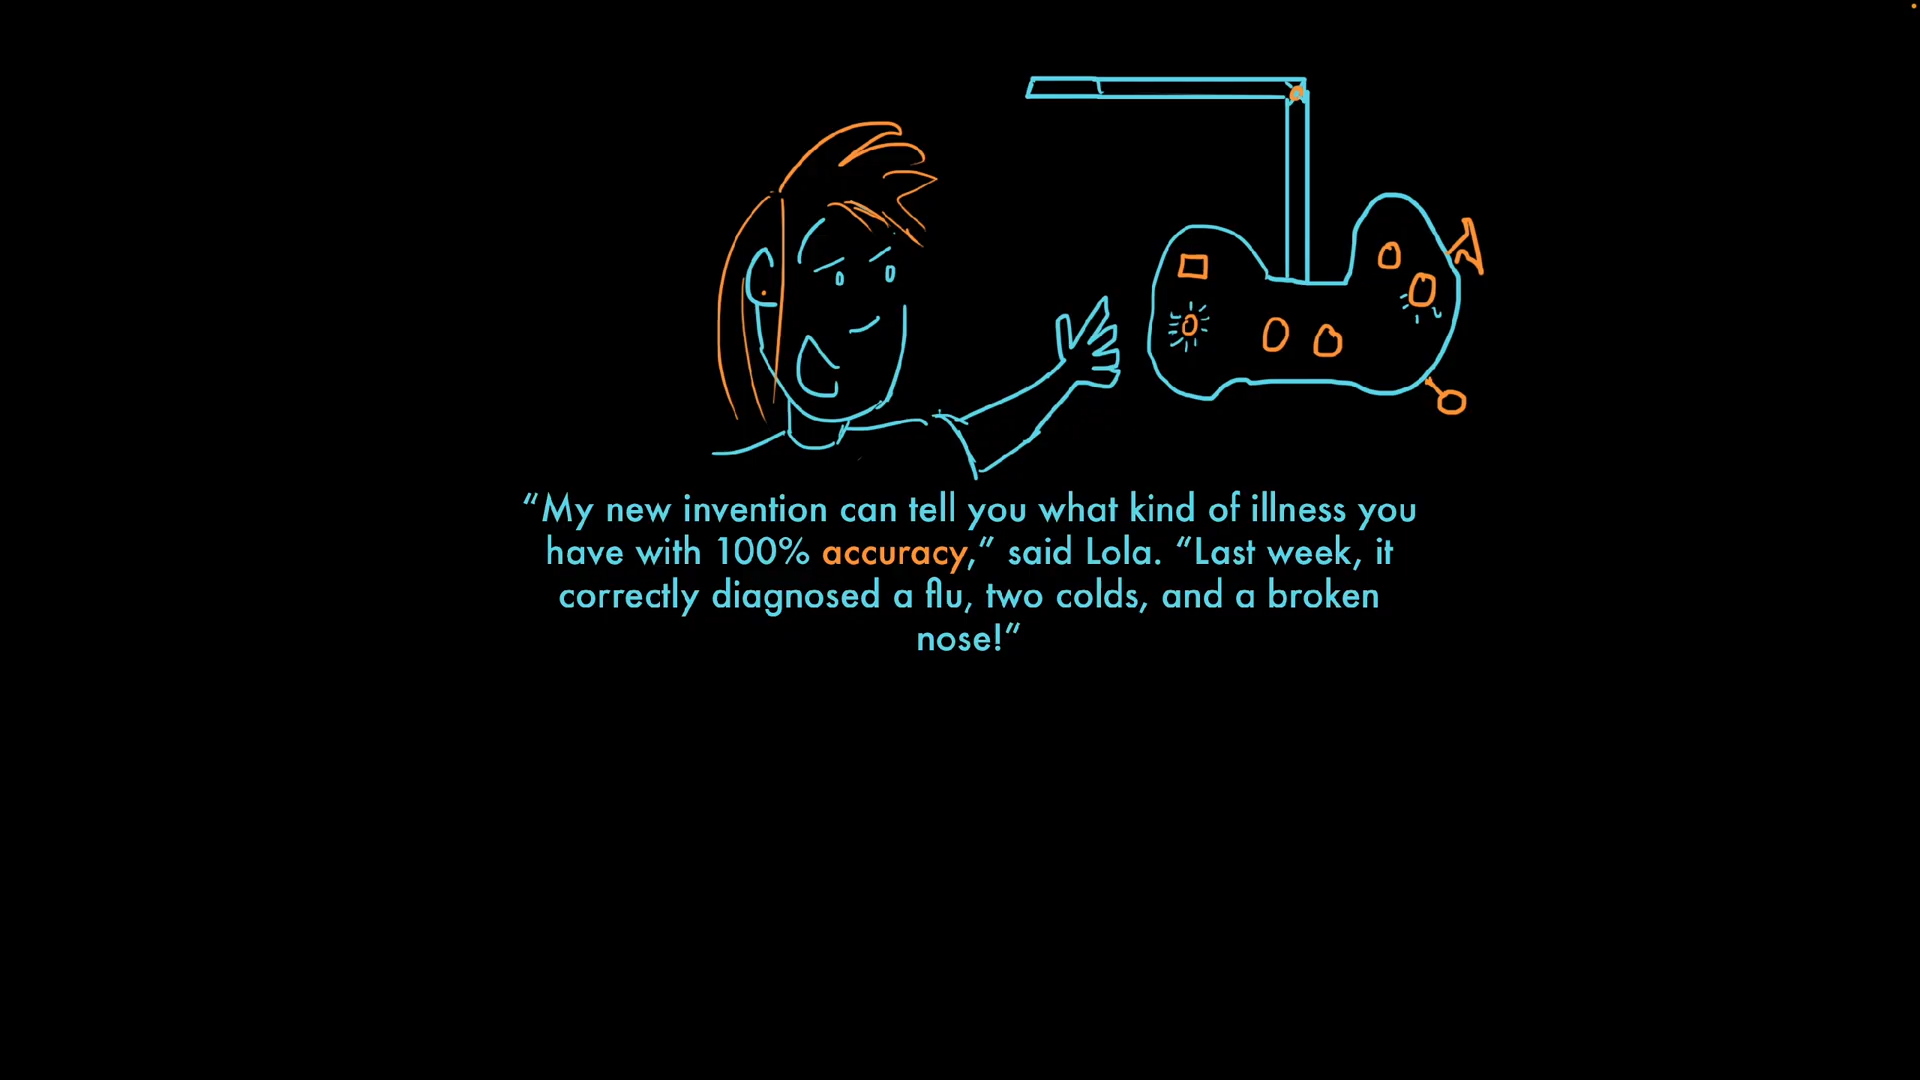 “My new invention can tell you what kind of illness you
have with 100% accuracy,” said Lola. “Last week, it
correctly diagnosed a flu, two colds, and a broken
nose!”